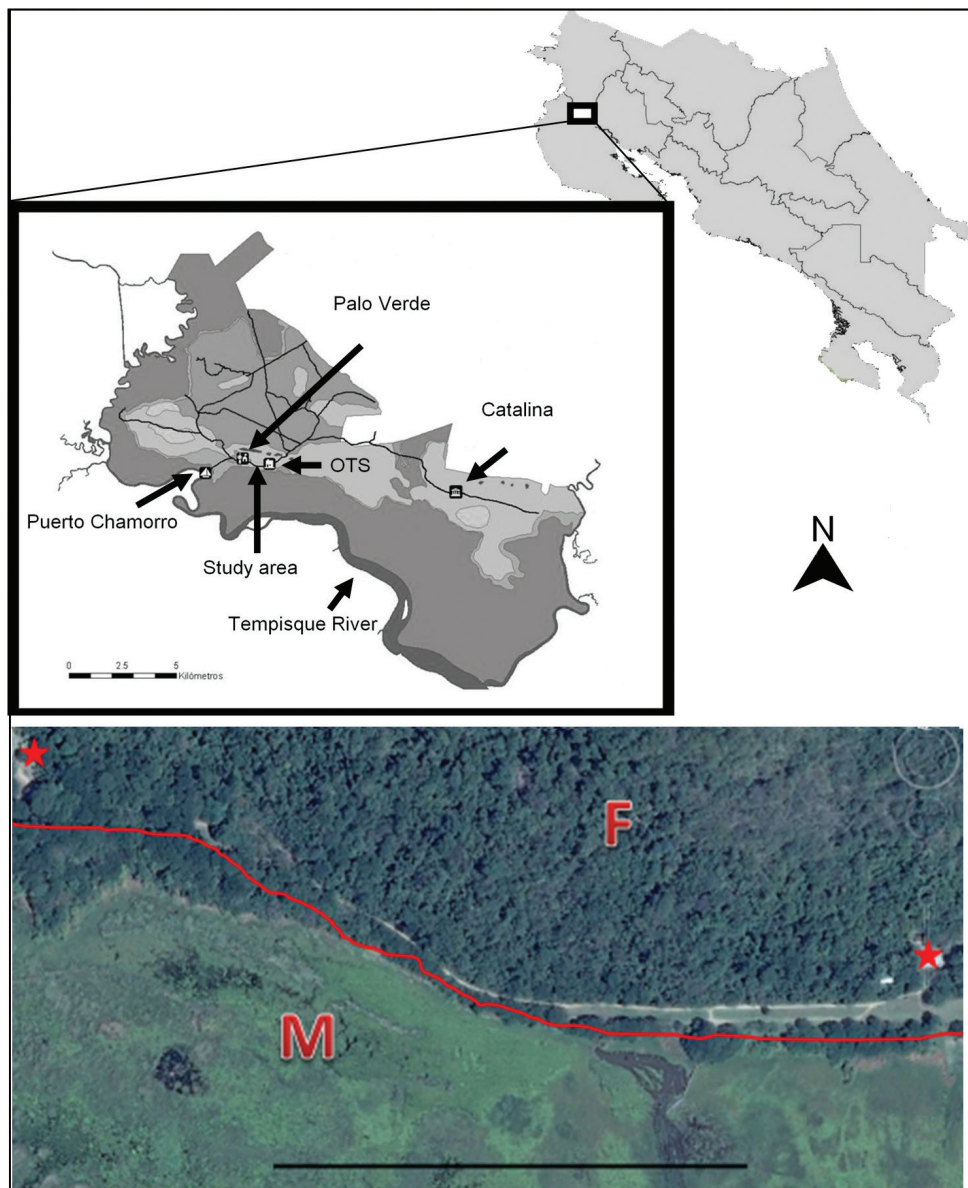 Palo Verde
Catalina
OTS
Puerto Chamorro
Study area
Tempisque River
N
0 2.5 5
Kilómetros
F
M